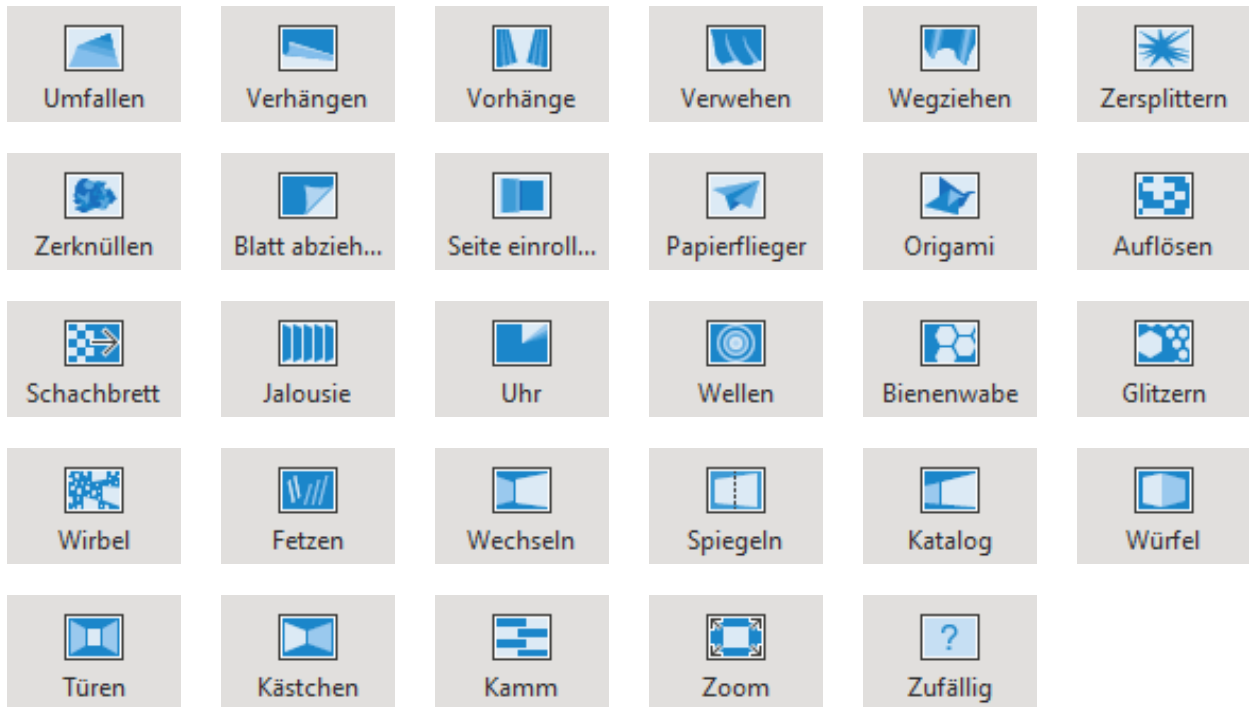 Umfallen Verhängen Vorhänge Verwehen Wegziehen Zersplittern
Zerknüllen Blatt abzieh... Seite einroll... Papierflieger Origami Auflösen
Schachbrett Jalousie Uhr Wellen Bienenwabe Glitzern
Wirbel Fetzen Wechseln Spiegeln Katalog Würfel
?
Türen Kästchen Kamm Zoom Zufällig